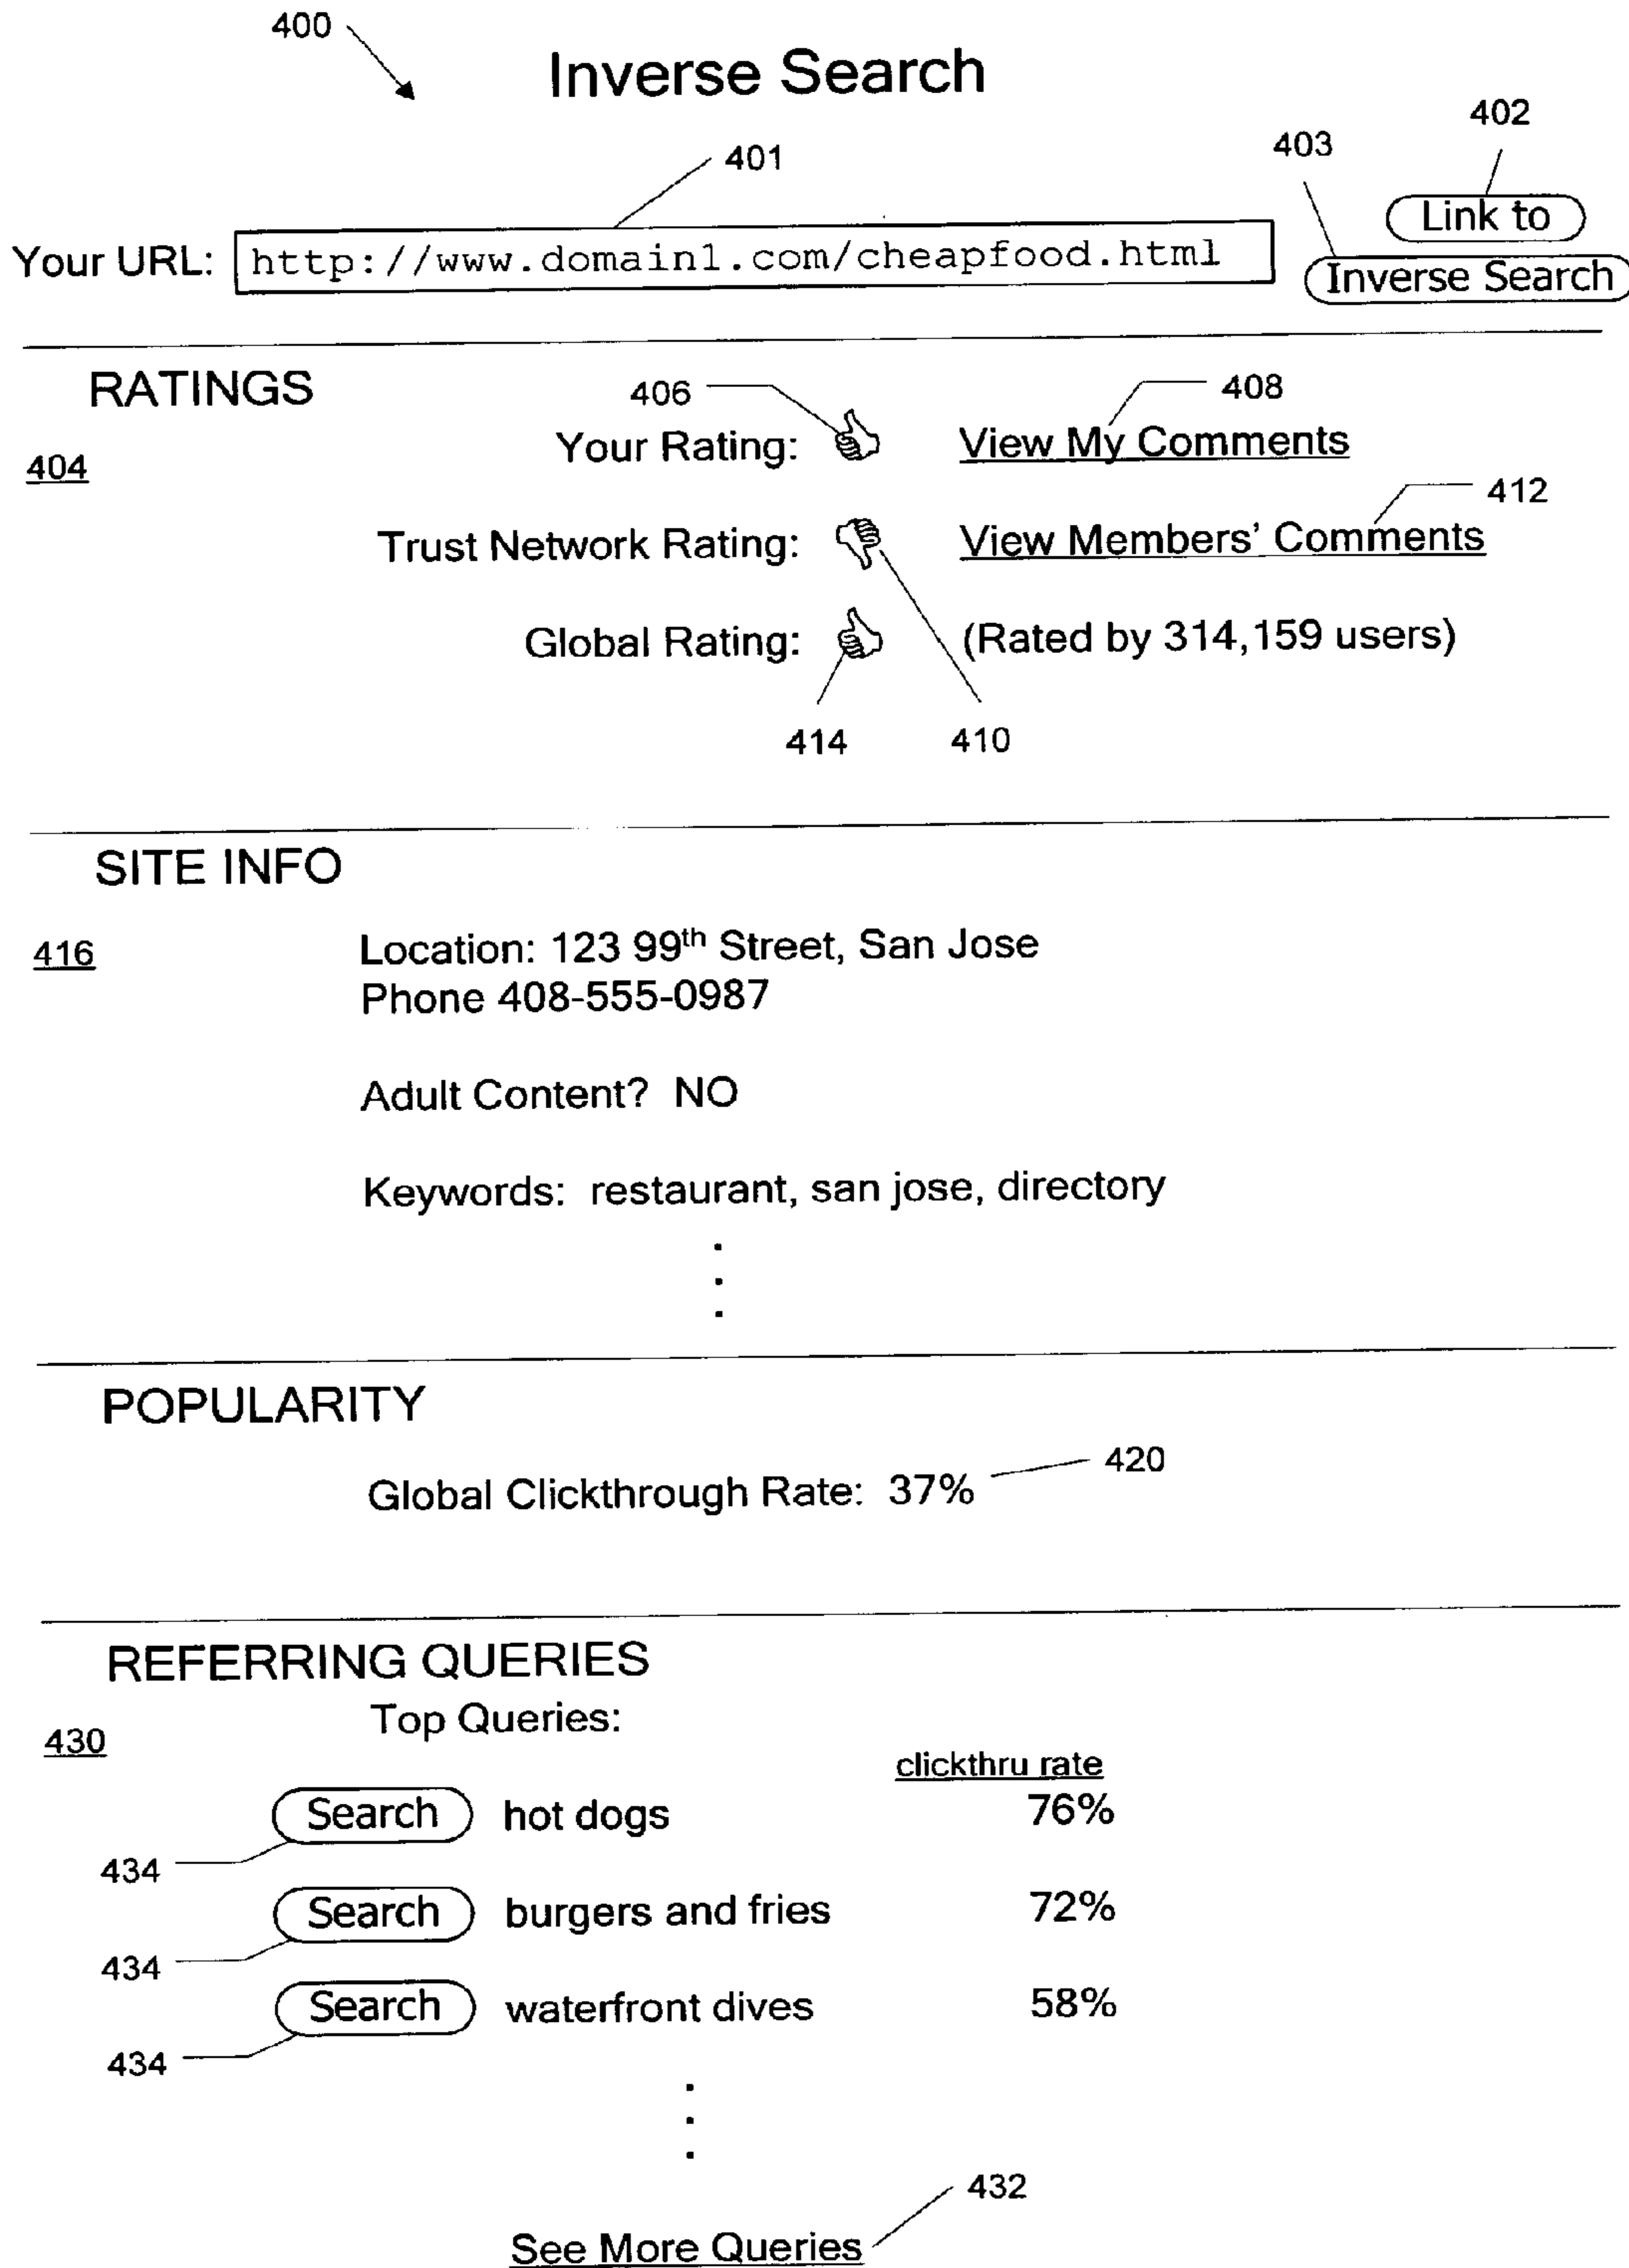 400
Inverse Search
402
403
401
Link to
Your URL: http://www.domain1.com/cheapfood.html
Inverse Search
RATINGS
406
408
Your Rating: View My Comments
404
412
Trust Network Rating: View Members' Comments
Global Rating: (Rated by 314,159 users)
414 410
SITE INFO
416
Location: 123 99th Street, San Jose
Phone 408-555-0987
Adult Content? NO
Keywords: restaurant, san jose, directory
POPULARITY
420
Global Clickthrough Rate: 37%
REFERRING QUERIES
Top Queries:
430
clickthru rate
Search hot dogs 76%
434
Search burgers and fries 72%
434
Search waterfront dives 58%
434
432
See More Queries